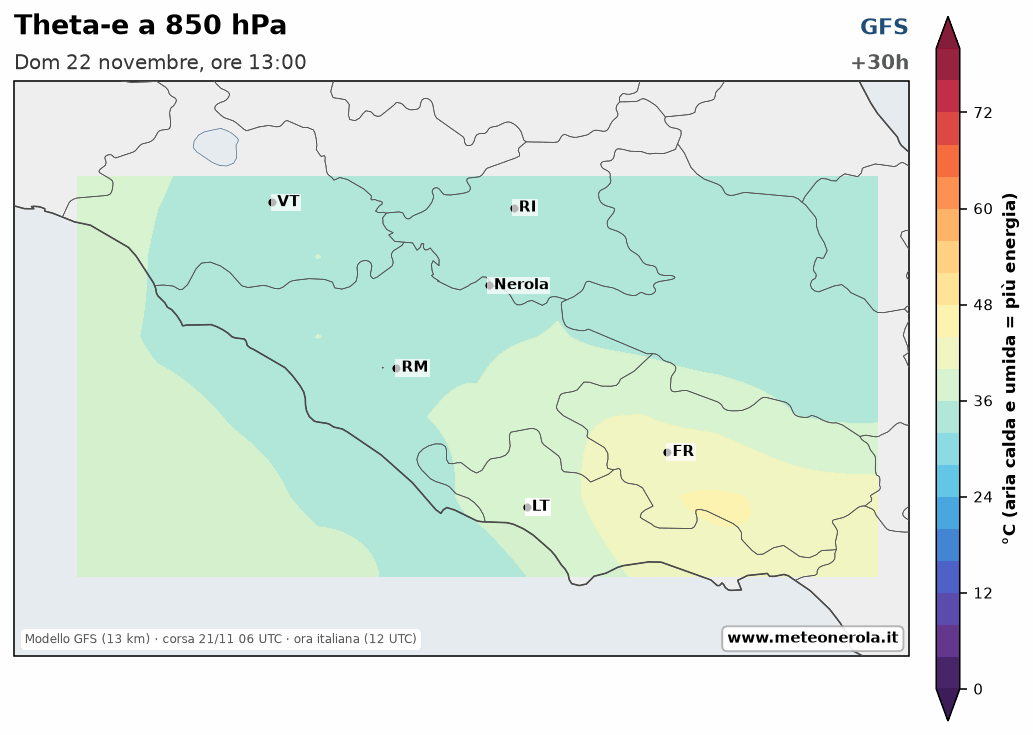 Theta-e a 850 hPa
GFS
Dom 22 novembre, ore 13:00
+30h
VT
RI
Nerola
RM
FR
LT
72
60
48
36
24
12
0
°C (aria calda e umida = più energia)
Modello GFS (13 km) · corsa 21/11 06 UTC · ora italiana (12 UTC)
www.meteonerola.it